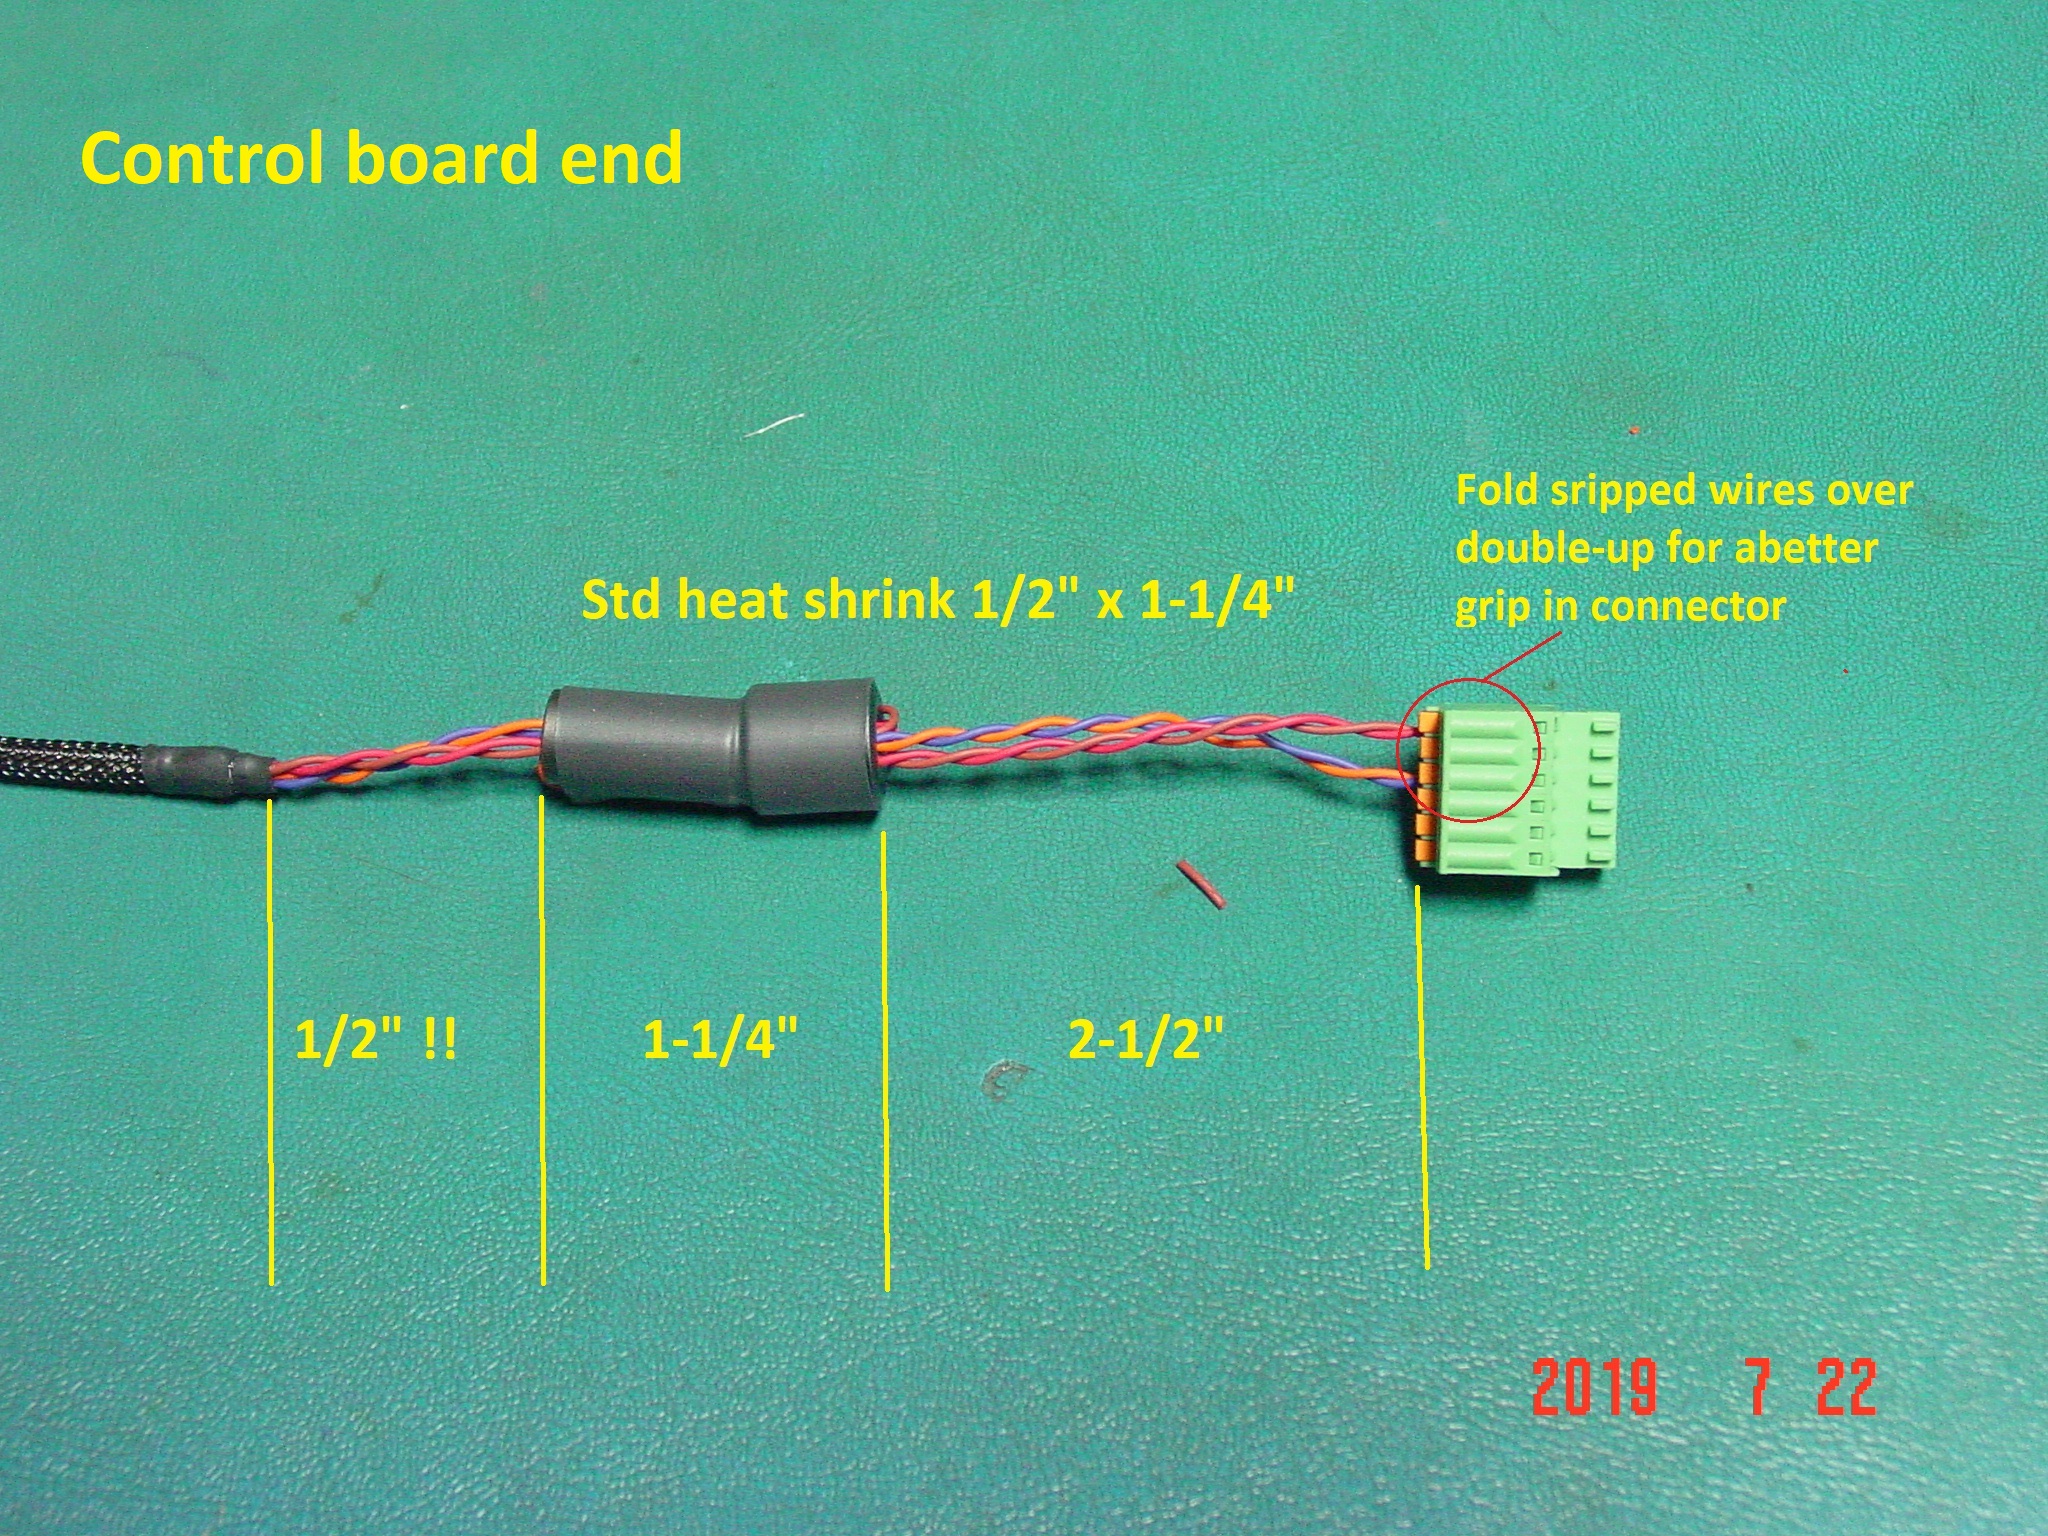 Control board end
Fold sripped wires over
double-up for abetter
grip in connector
Std heat shrink 1/2" x 1-1/4"
1/2" !!
1-1/4"
2-1/2"
2019 7 22